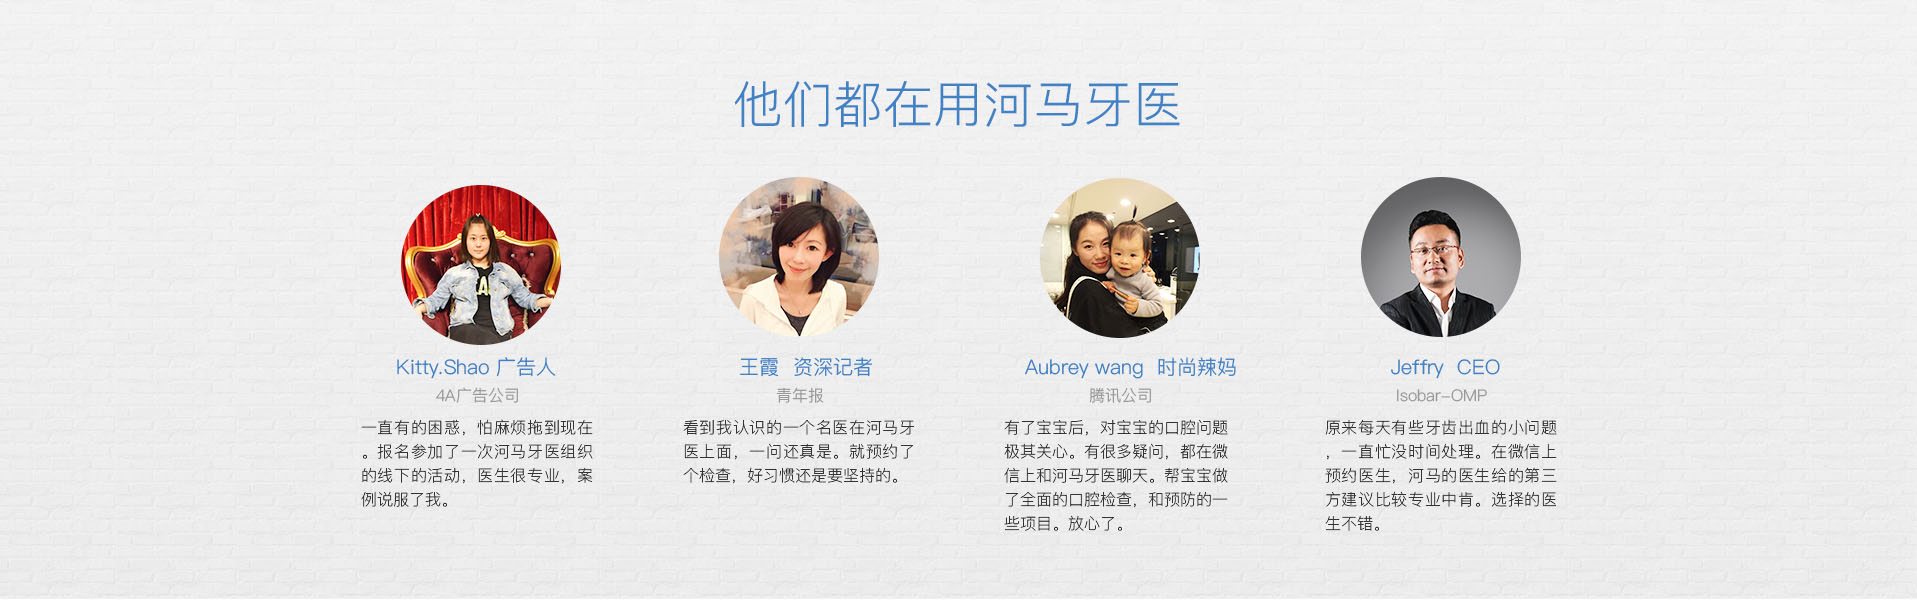 他们都在用河马牙医
Kitty.Shao 广告人
4A广告公司
一直有的困惑，怕麻烦拖到现在
。报名参加了一次河马牙医组织
的线下的活动，医生很专业，案
例说服了我。
王霞 资深记者
青年报
看到我认识的一个名医在河马牙
医上面，一问还真是。就预约了
个检查，好习惯还是要坚持的。
Aubrey wang 时尚辣妈
腾讯公司
有了宝宝后，对宝宝的口腔问题
极其关心。有很多疑问，都在微
信上和河马牙医聊天。帮宝宝做
了全面的口腔检查，和预防的一
些项目。放心了。
Jeffry CEO
Isobar-OMP
原来每天有些牙齿出血的小问题
，一直忙没时间处理。在微信上
预约医生，河马的医生给的第三
方建议比较专业中肯。选择的医
生不错。